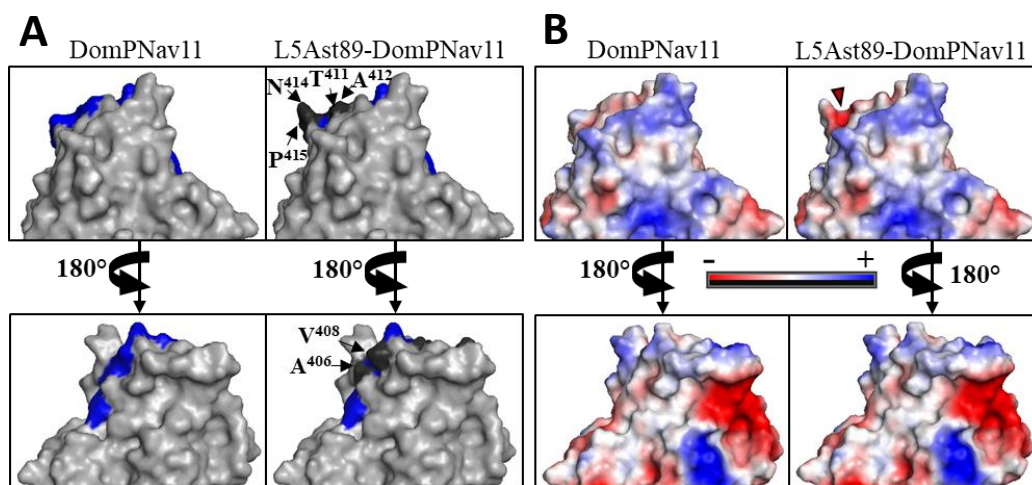 A
DomPNav11
L5Ast89-DomPNav11
B
DomPNav11
L5Ast89-DomPNav11
N414
T411
A412
P415
180°
180°
180°
- +
180°
V408
A406